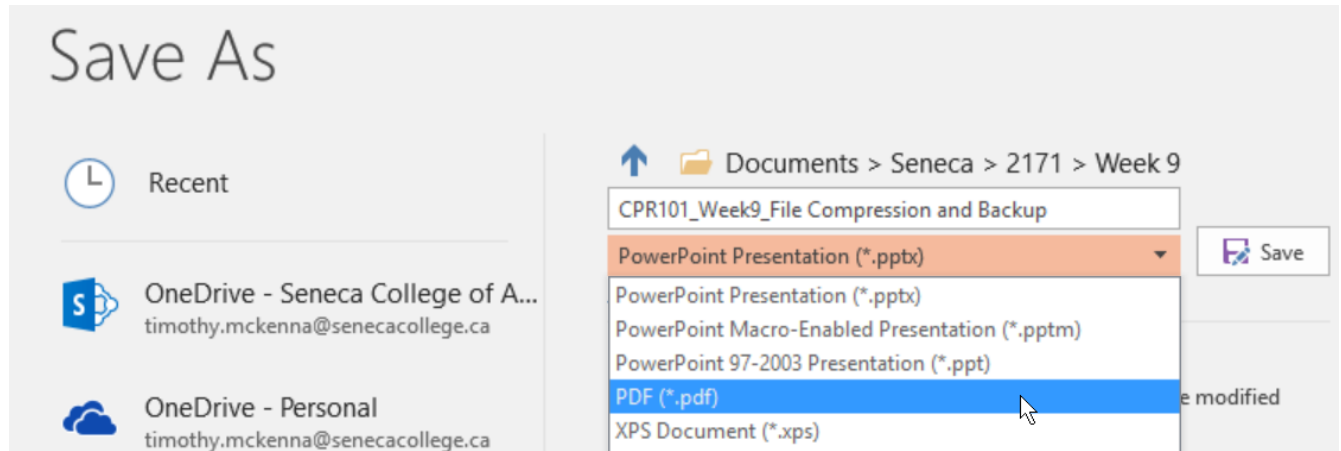 Save As
Recent
OneDrive - Seneca College of A...
timothy.mckenna@senecacollege.ca
OneDrive - Personal
timothy.mckenna@senecacollege.ca
Documents > Seneca > 2171 > Week 9
CPR101_Week9_File Compression and Backup
PowerPoint Presentation (*.pptx)
Save
PowerPoint Presentation (*.pptx)
PowerPoint Macro-Enabled Presentation (*.pptm)
PowerPoint 97-2003 Presentation (*.ppt)
PDF (*.pdf)
e modified
XPS Document (*.xps)